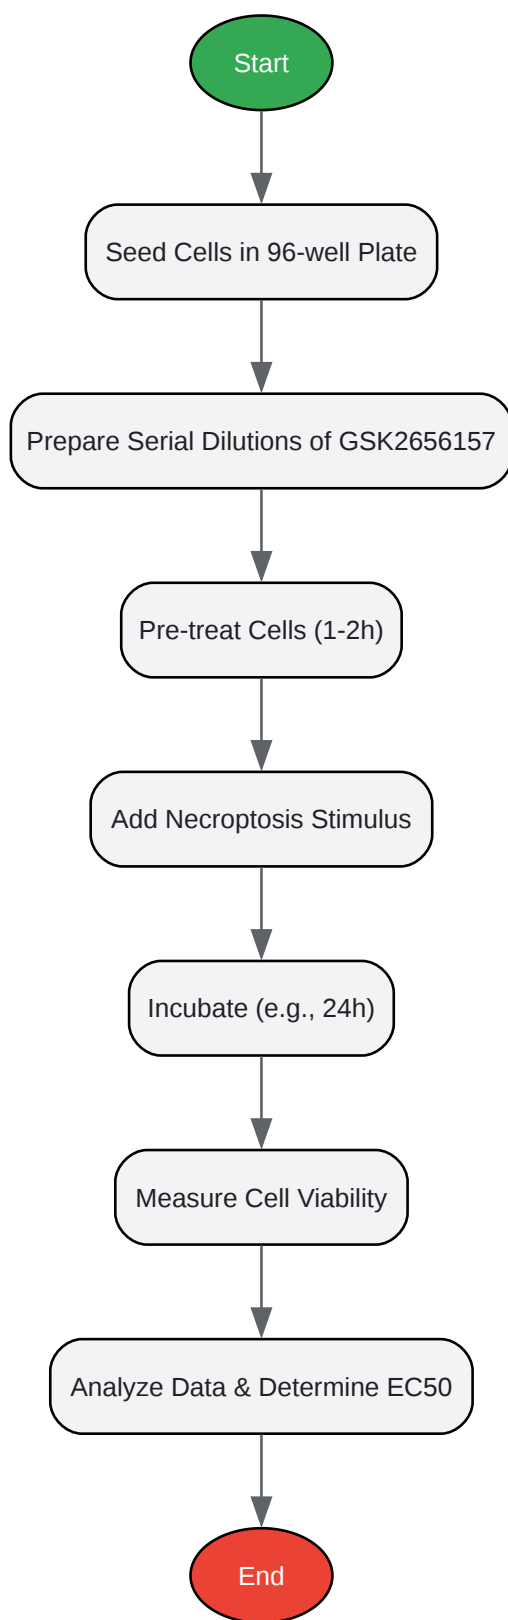 Start
Seed Cells in 96-well Plate
Prepare Serial Dilutions of GSK2656157
Pre-treat Cells (1-2h)
Add Necroptosis Stimulus
Incubate (e.g., 24h)
Measure Cell Viability
Analyze Data & Determine EC50
End